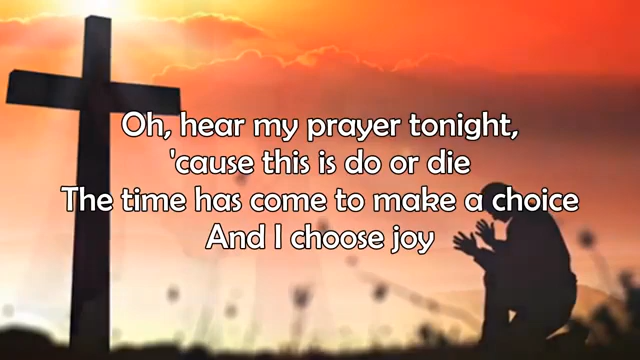 Oh, hear my prayer tonight,
'cause this is do or die
The time has come to make a choice
And I choose joy